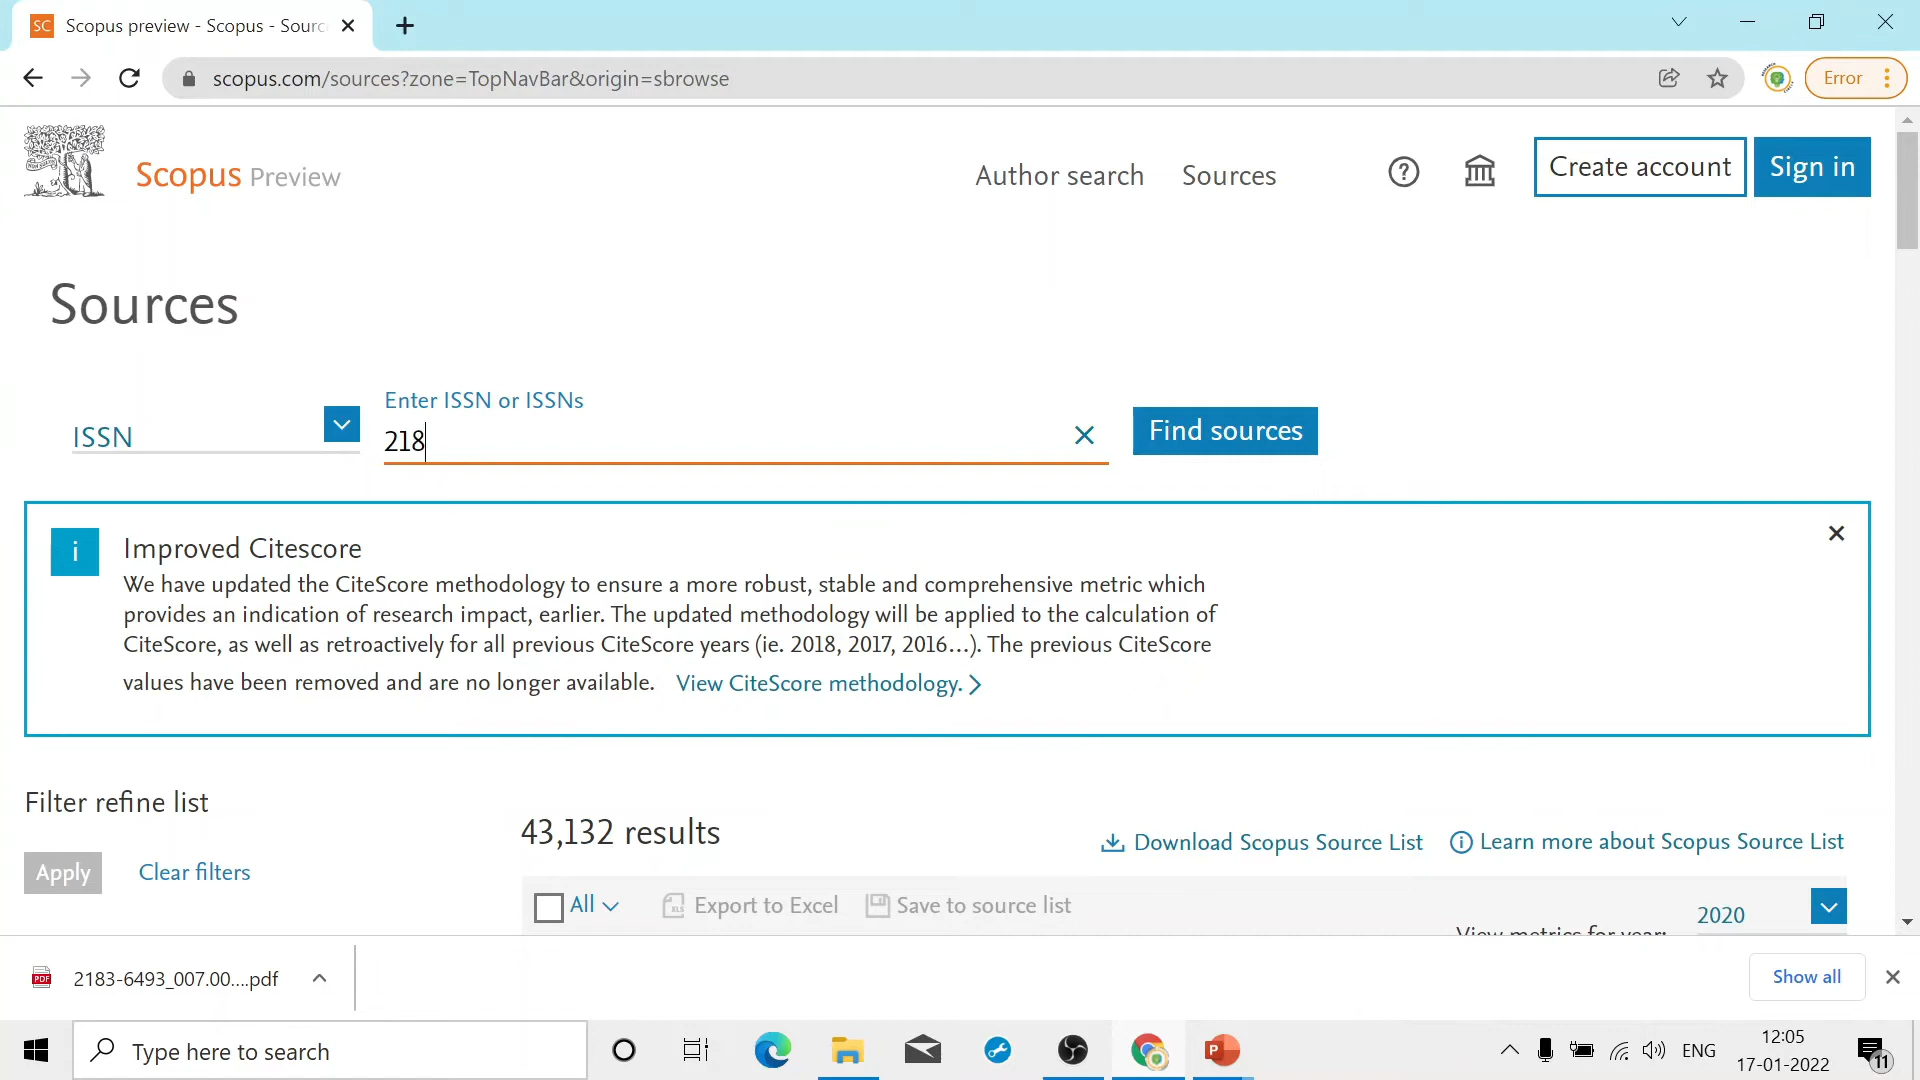 SC Scopus preview - Scopus - Sourc
scopus.com/sources?zone=TopNavBar&origin=sbrowse
Error
Scopus Preview
Author search
Sources
Create account
Sign in
Sources
ISSN
Enter ISSN or ISSNs
218
Find sources
i
Improved Citescore
We have updated the CiteScore methodology to ensure a more robust, stable and comprehensive metric which
provides an indication of research impact, earlier. The updated methodology will be applied to the calculation of
CiteScore, as well as retroactively for all previous CiteScore years (ie. 2018, 2017, 2016…). The previous CiteScore
values have been removed and are no longer available. View CiteScore methodology.
Filter refine list
Apply
Clear filters
43,132 results
Download Scopus Source List
Learn more about Scopus Source List
All
Export to Excel
Save to source list
View metrics for year:
2020
PDF
2183-6493_007.00....pdf
Show all
Type here to search
ENG
12:05
17-01-2022
11